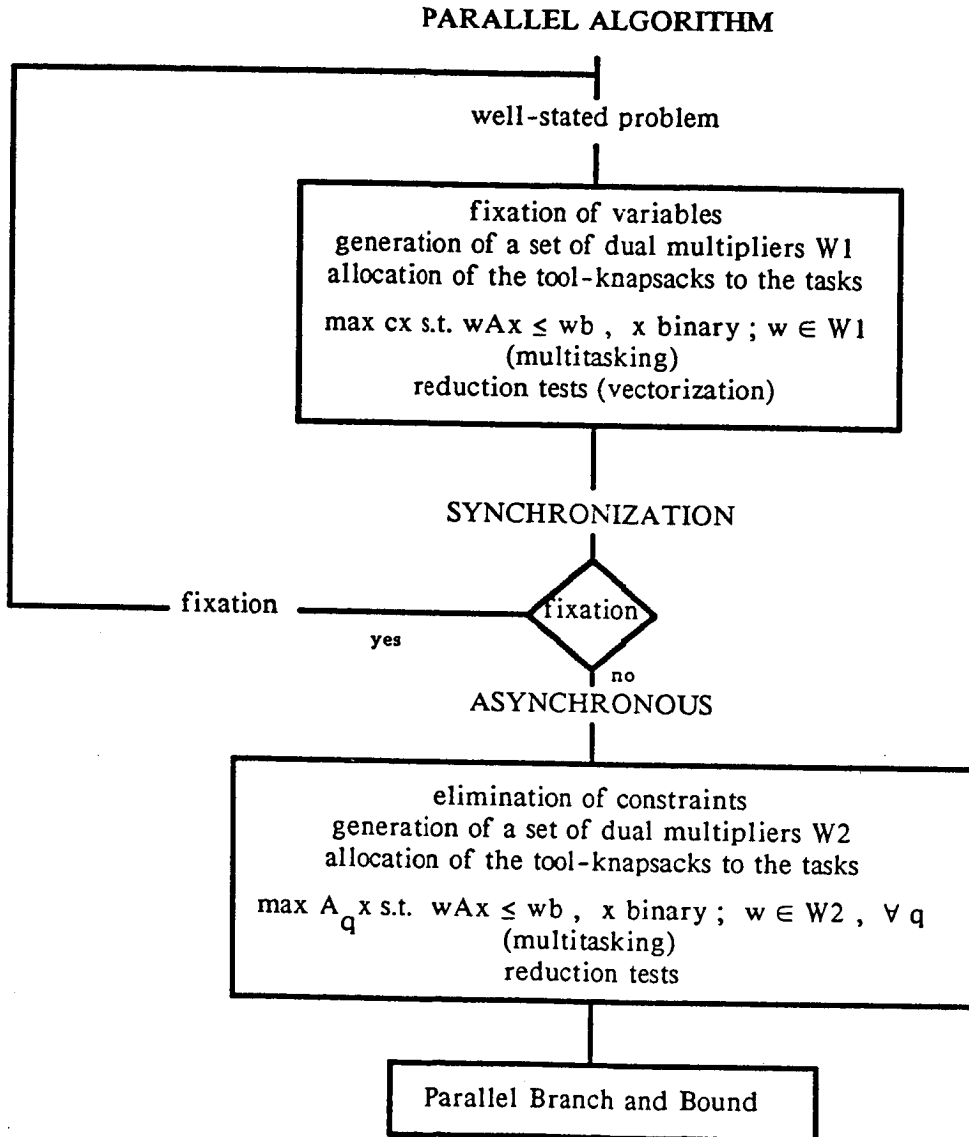 PARALLEL ALGORITHM
well-stated problem
fixation of variables
generation of a set of dual multipliers W1
allocation of the tool-knapsacks to the tasks
max cx s.t. wAx ≤ wb , x binary ; w ∈ W1
(multitasking)
reduction tests (vectorization)
SYNCHRONIZATION
fixation
fixation
yes
no
ASYNCHRONOUS
elimination of constraints
generation of a set of dual multipliers W2
allocation of the tool-knapsacks to the tasks
max A_q x s.t. wAx ≤ wb , x binary ; w ∈ W2 , ∀ q
(multitasking)
reduction tests
Parallel Branch and Bound